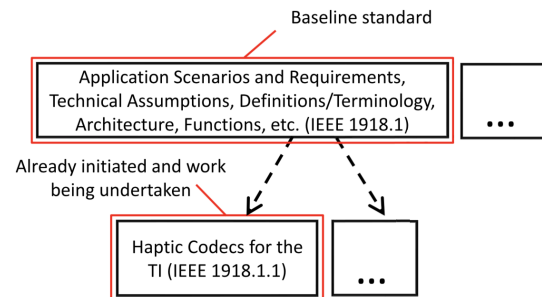 Baseline standard
Application Scenarios and Requirements,
Technical Assumptions, Definitions/Terminology,
Architecture, Functions, etc. (IEEE 1918.1)
...
Already initiated and work
being undertaken
Haptic Codecs for the
TI (IEEE 1918.1.1)
...